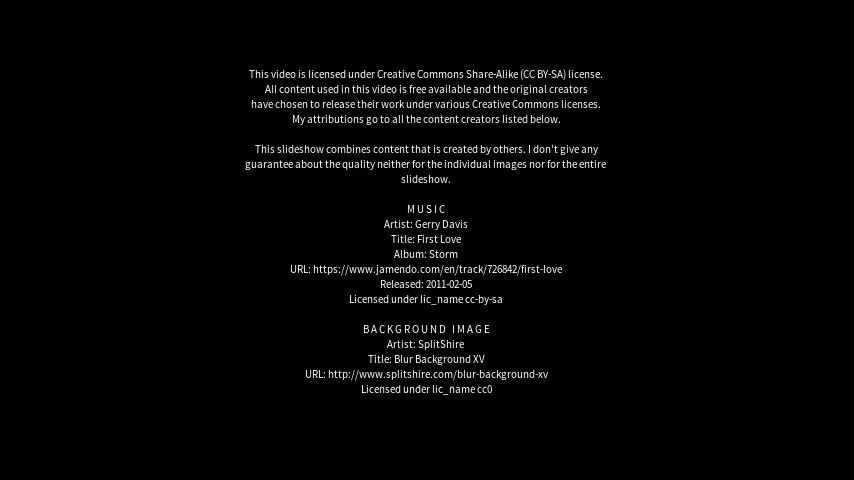 This video is licensed under Creative Commons Share-Alike (CC BY-SA) license.
All content used in this video is free available and the original creators
have chosen to release their work under various Creative Commons licenses.
My attributions go to all the content creators listed below.
This slideshow combines content that is created by others. I don't give any
guarantee about the quality neither for the individual images nor for the entire
slideshow.
MUSIC
Artist: Gerry Davis
Title: First Love
Album: Storm
URL: https://www.jamendo.com/en/track/726842/first-love
Released: 2011-02-05
Licensed under lic_name cc-by-sa
BACKGROUND IMAGE
Artist: SplitShire
Title: Blur Background XV
URL: http://www.splitshire.com/blur-background-xv
Licensed under lic_name cc0